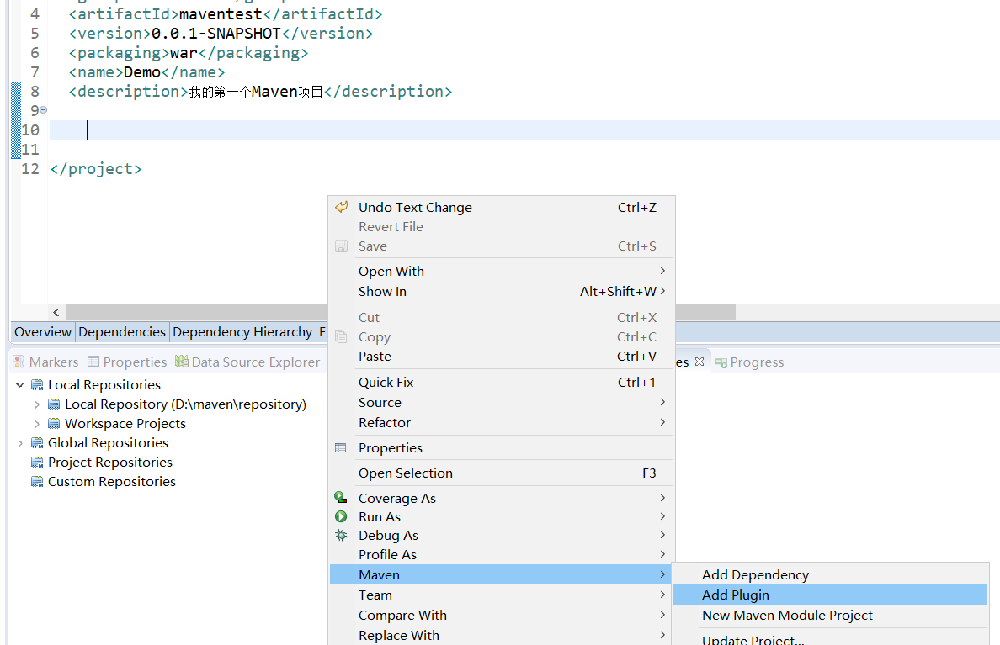 4 <artifactId>maventest</artifactId>
5 <version>0.0.1-SNAPSHOT</version>
6 <packaging>war</packaging>
7 <name>Demo</name>
8 <description>我的第一个Maven项目</description>
9
10
11
12 </project>
Undo Text Change Ctrl+Z
Revert File
Save Ctrl+S
Open With
Show In Alt+Shift+W
Cut Ctrl+X
Copy Ctrl+C
Paste Ctrl+V
Quick Fix Ctrl+1
Source
Refactor
Properties
Open Selection F3
Coverage As
Run As
Debug As
Profile As
Maven
Team
Compare With
Replace With
Add Dependency
Add Plugin
New Maven Module Project
Update Project...
Overview Dependencies Dependency Hierarchy
Markers Properties Data Source Explorer es Progress
Local Repositories
Local Repository (D:\maven\repository)
Workspace Projects
Global Repositories
Project Repositories
Custom Repositories